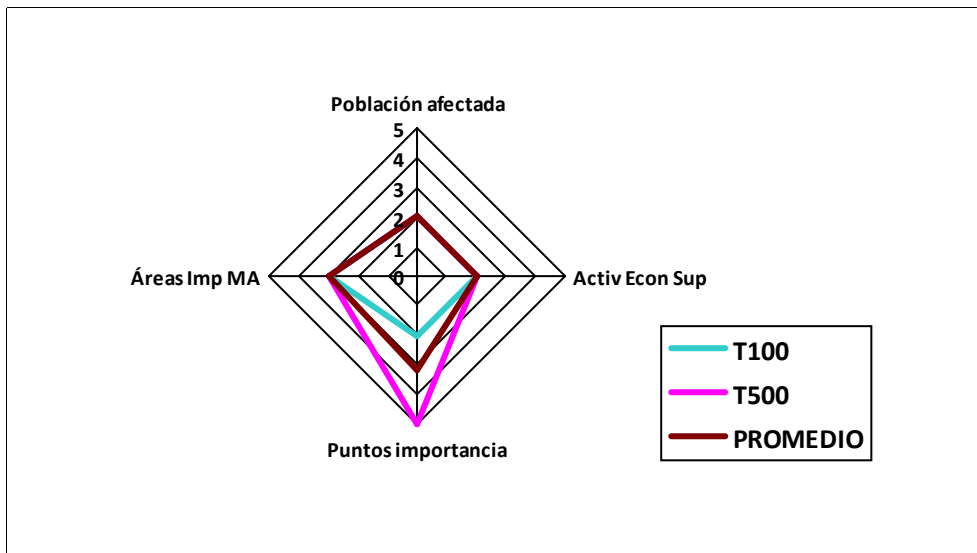 Población afectada
5
4
3
2
1
0
Áreas Imp MA
Activ Econ Sup
Puntos importancia
T100
T500
PROMEDIO